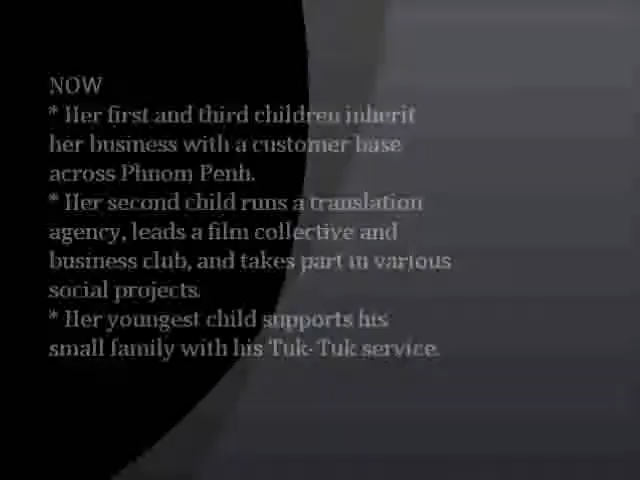 NOW
* Her first and third children inherit
her business with a customer base
across Phnom Penh.
* Her second child runs a translation
agency, leads a film collective and
business club, and takes part in various
social projects.
* Her youngest child supports his
small family with his Tuk-Tuk service.